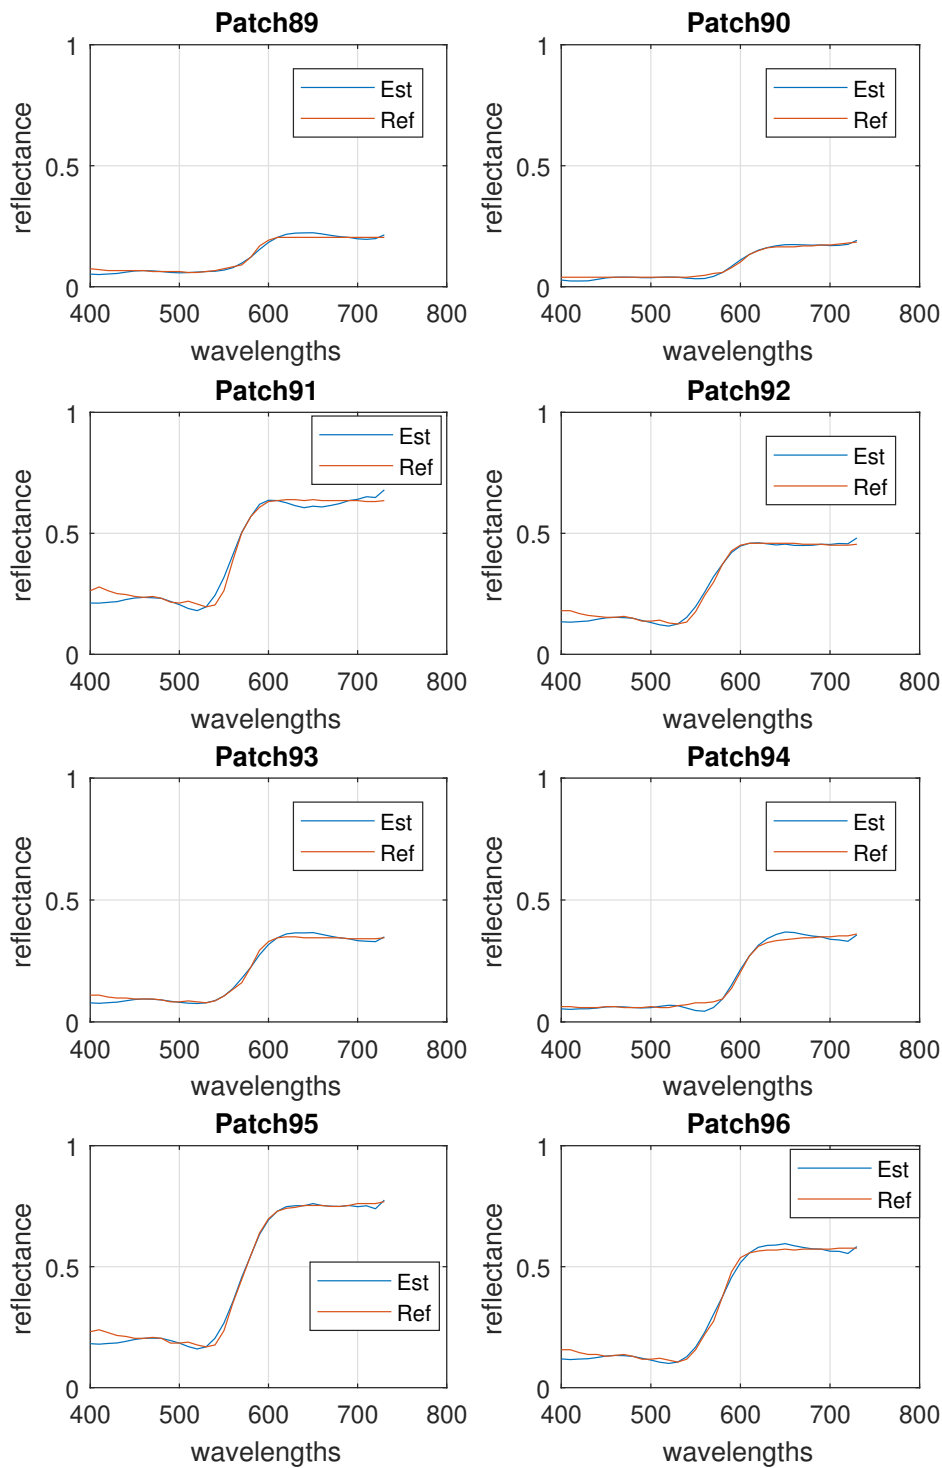 Patch89 Patch90
1 1
Est Est
Ref Ref
reflectance reflectance
0.5 0.5
0 0
400 500 600 700 800 400 500 600 700 800
wavelengths wavelengths
Patch91 Patch92
1 1
Est Est
Ref Ref
reflectance reflectance
0.5 0.5
0 0
400 500 600 700 800 400 500 600 700 800
wavelengths wavelengths
Patch93 Patch94
1 1
Est Est
Ref Ref
reflectance reflectance
0.5 0.5
0 0
400 500 600 700 800 400 500 600 700 800
wavelengths wavelengths
Patch95 Patch96
1 1
Est Est
Ref Ref
reflectance reflectance
0.5 0.5
0 0
400 500 600 700 800 400 500 600 700 800
wavelengths wavelengths